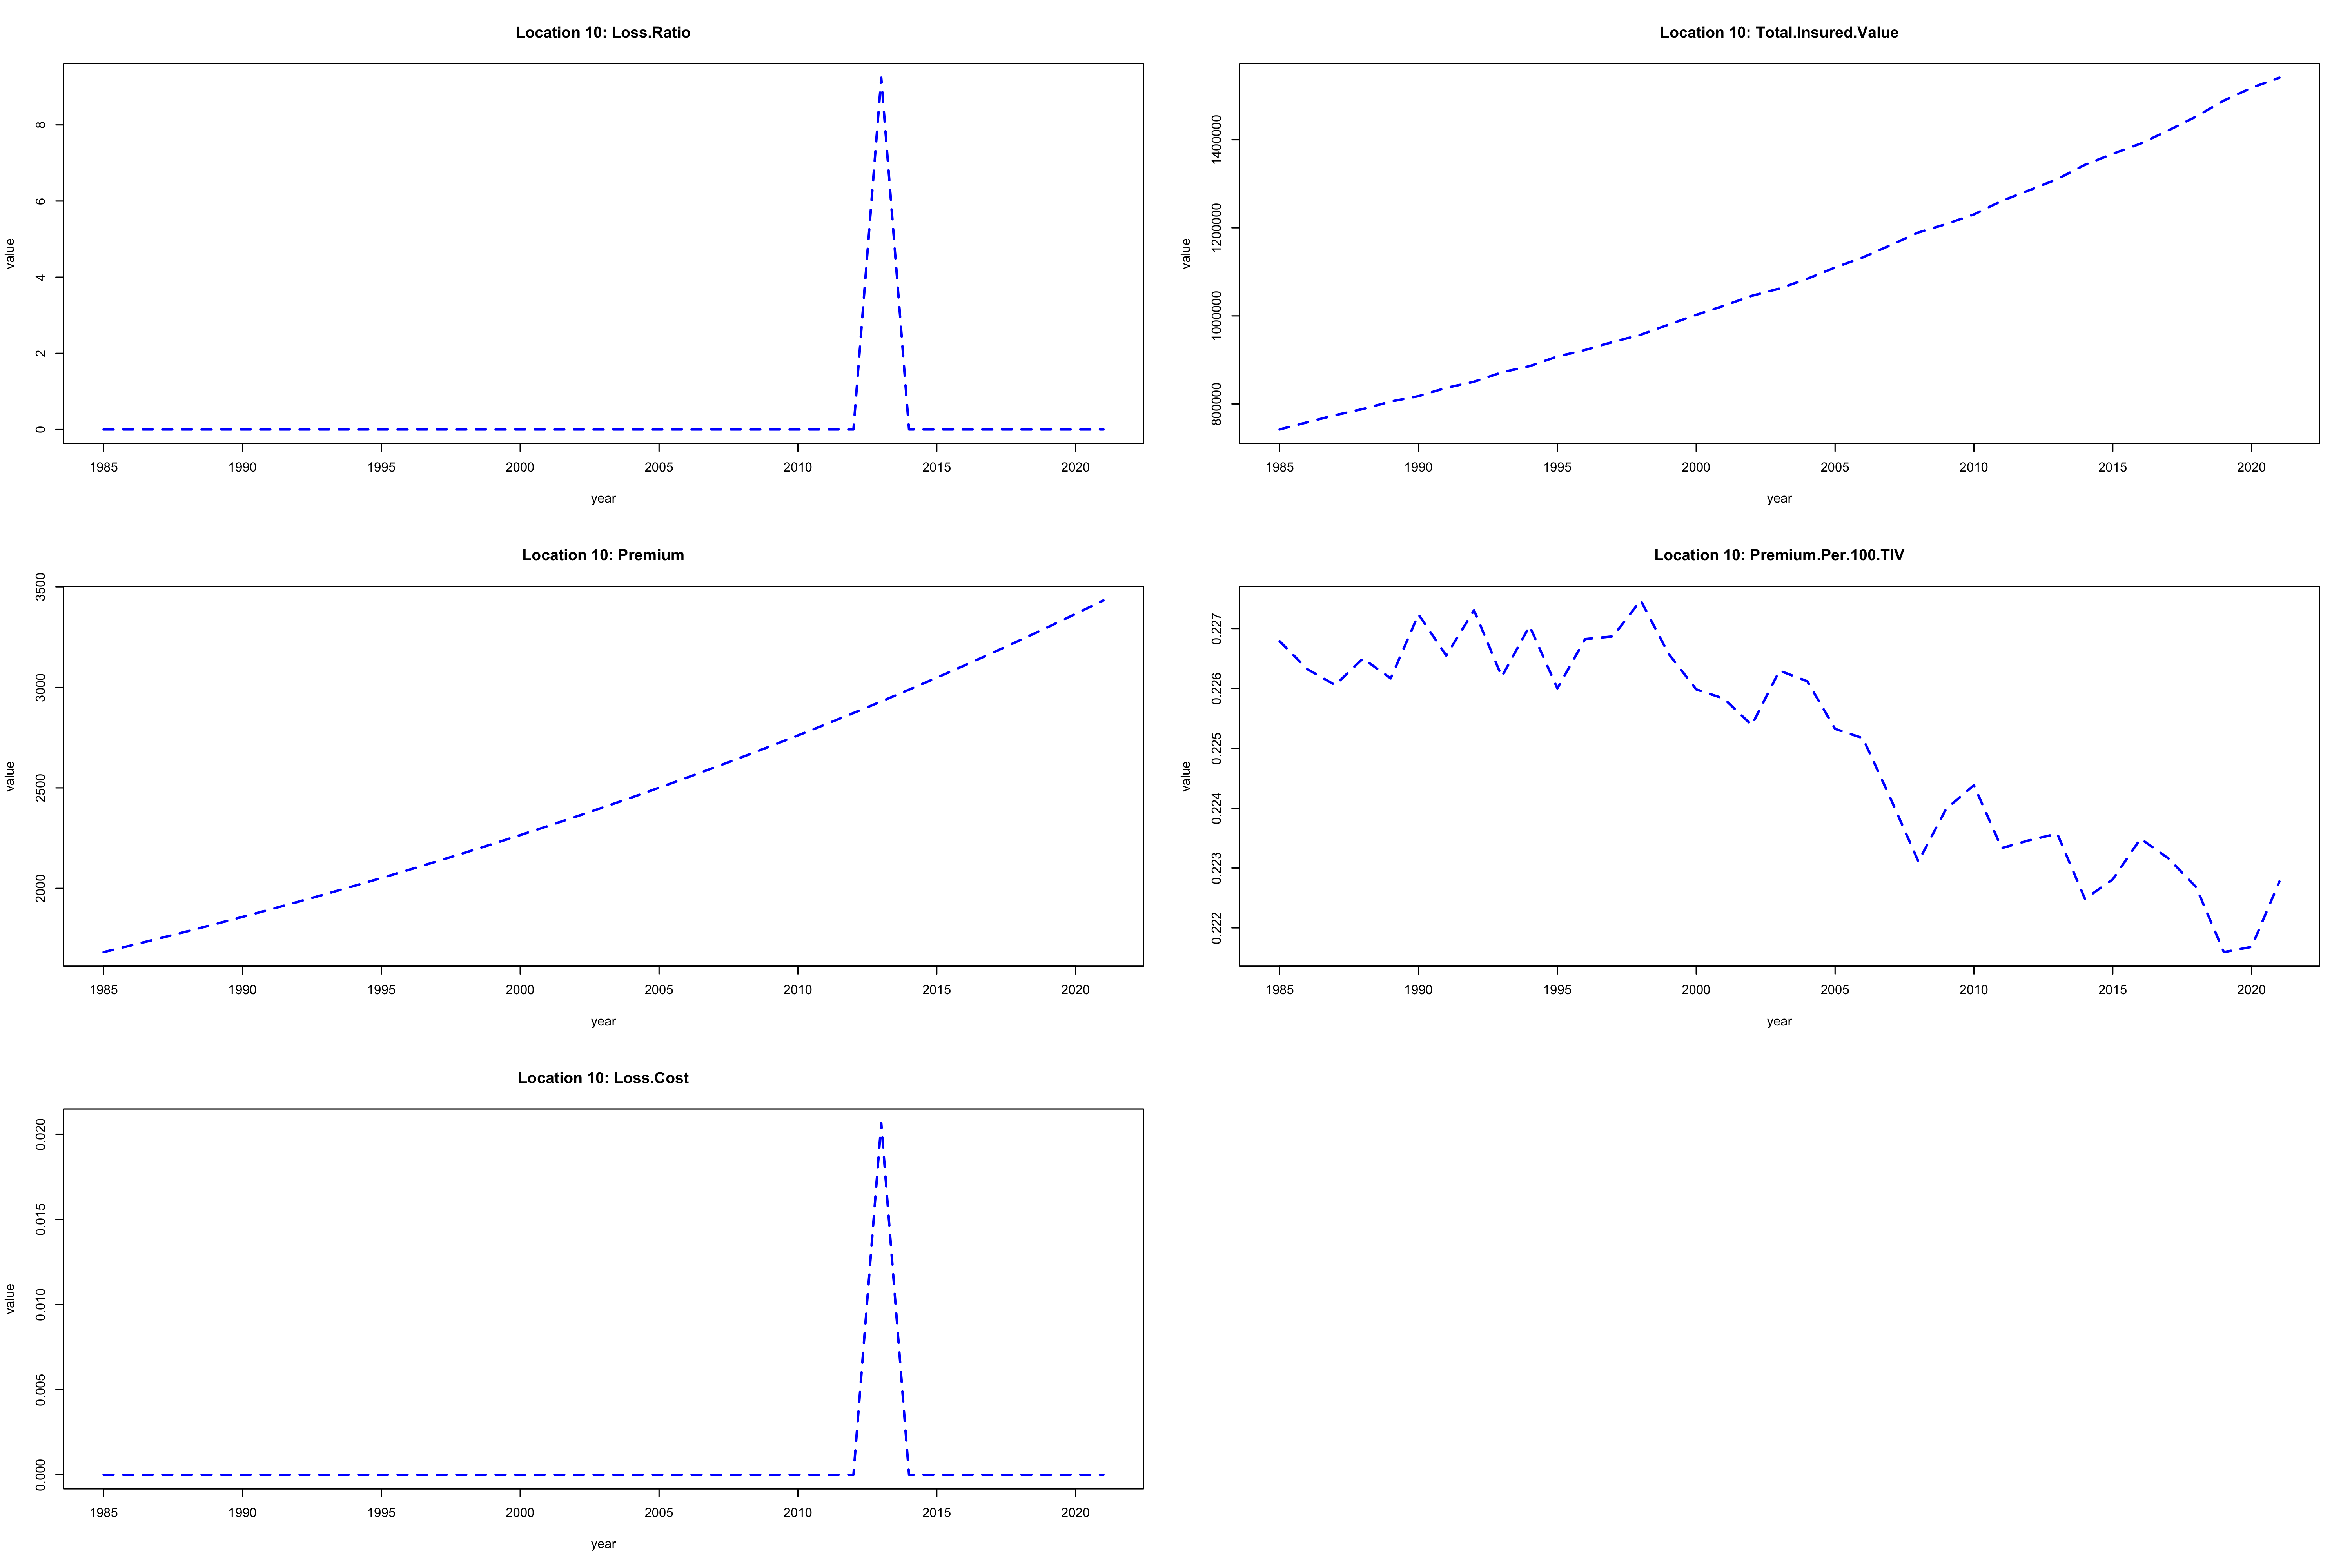 Location 10: Loss.Ratio
value
8
6
4
2
0
1985 1990 1995 2000 2005 2010 2015 2020
year
Location 10: Total.Insured.Value
value
1400000
1200000
1000000
800000
1985 1990 1995 2000 2005 2010 2015 2020
year
Location 10: Premium
value
3500
3000
2500
2000
1985 1990 1995 2000 2005 2010 2015 2020
year
Location 10: Premium.Per.100.TIV
value
0.227
0.226
0.225
0.224
0.223
0.222
1985 1990 1995 2000 2005 2010 2015 2020
year
Location 10: Loss.Cost
value
0.020
0.015
0.010
0.005
0.000
1985 1990 1995 2000 2005 2010 2015 2020
year